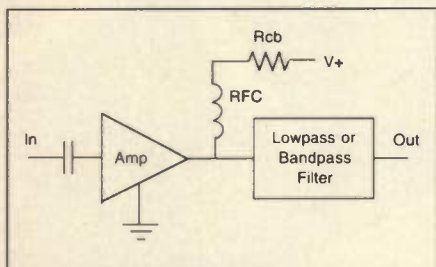 Rcb
V+
RFC
In
Amp
Lowpass or
Bandpass
Filter
Out